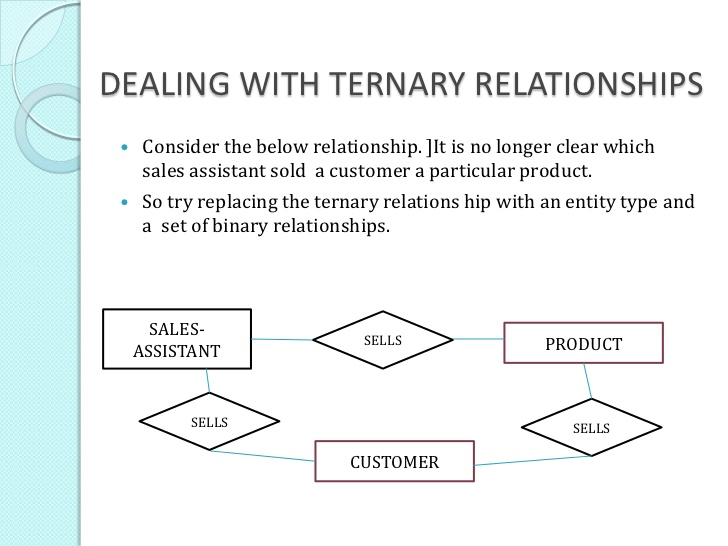 DEALING WITH TERNARY RELATIONSHIPS
• Consider the below relationship. ]It is no longer clear which
sales assistant sold a customer a particular product.
• So try replacing the ternary relations hip with an entity type and
a set of binary relationships.
SALES-
ASSISTANT
SELLS
PRODUCT
SELLS
SELLS
CUSTOMER